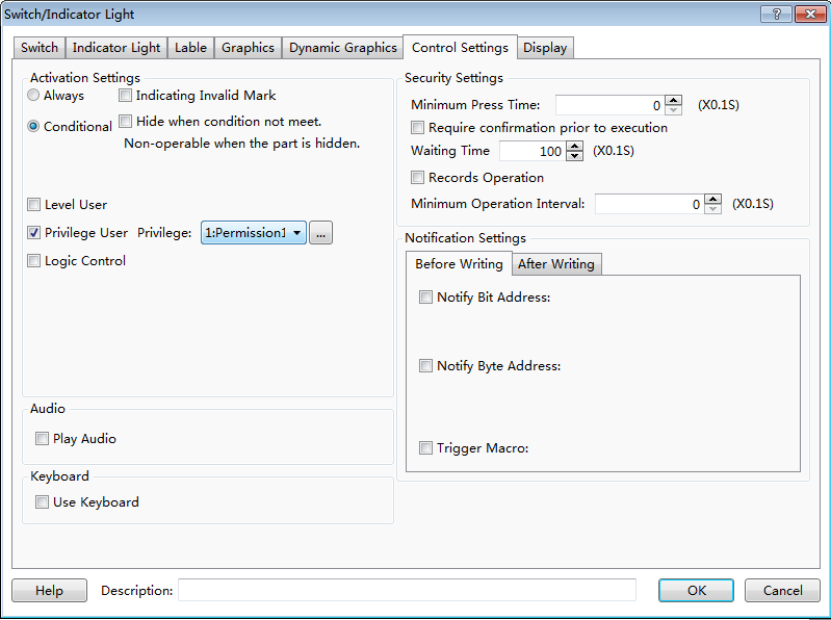 Switch/Indicator Light
?
Switch Indicator Light Lable Graphics Dynamic Graphics Control Settings Display
Activation Settings
Always Indicating Invalid Mark
Conditional Hide when condition not meet.
Non-operable when the part is hidden.
Level User
Privilege User Privilege: 1:Permission1 ...
Logic Control
Audio
Play Audio
Keyboard
Use Keyboard
Security Settings
Minimum Press Time: 0 (X0.1S)
Require confirmation prior to execution
Waiting Time 100 (X0.1S)
Records Operation
Minimum Operation Interval: 0 (X0.1S)
Notification Settings
Before Writing After Writing
Notify Bit Address:
Notify Byte Address:
Trigger Macro:
Help Description: OK Cancel